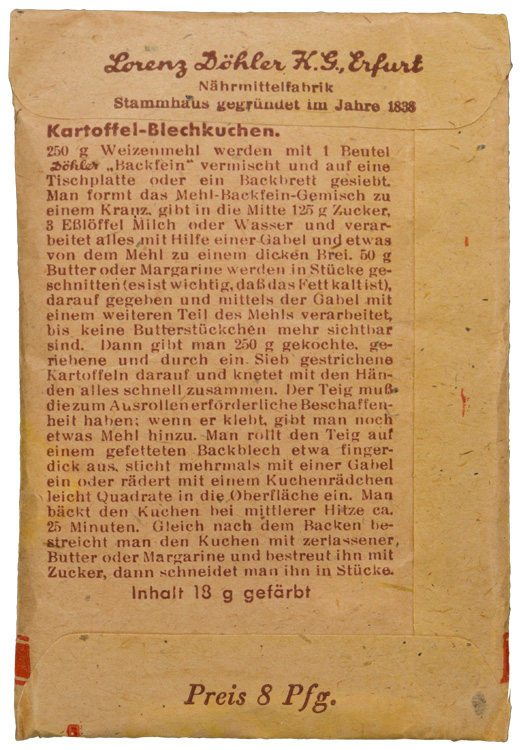 Lorenz Döhler K.G., Erfurt
Nährmittelfabrik
Stammhaus gegründet im Jahre 1838
Kartoffel-Blechkuchen.
250 g Weizenmehl werden mit 1 Beutel
Döhler „Backfein" vermischt und auf eine
Tischplatte oder ein Backbrett gesiebt.
Man formt das Mehl-Backfein-Gemisch zu
einem Kranz, gibt in die Mitte 125 g Zucker,
3 Eßlöffel Milch oder Wasser und verar-
beitet alles mit Hilfe einer Gabel und etwas
von dem Mehl zu einem dicken Brei. 50 g
Butter oder Margarine werden in Stücke ge-
schnitten (es ist wichtig, daß das Fett kalt ist),
darauf gegeben und mittels der Gabel mit
einem weiteren Teil des Mehls verarbeitet,
bis keine Butterstückchen mehr sichtbar
sind. Dann gibt man 250 g gekochte, ge-
riebene und durch ein Sieb gestrichene
Kartoffeln darauf und knetet mit den Hän-
den alles schnell zusammen. Der Teig muß
die zum Ausrollen erforderliche Beschaffen-
heit haben; wenn er klebt, gibt man noch
etwas Mehl hinzu. Man rollt den Teig auf
einem gefetteten Backblech etwa finger-
dick aus, sticht mehrmals mit einer Gabel
ein oder rädert mit einem Kuchenrädchen
leicht Quadrate in die Oberfläche ein. Man
bäckt den Kuchen bei mittlerer Hitze ca.
25 Minuten. Gleich nach dem Backen be-
streicht man den Kuchen mit zerlassener
Butter oder Margarine und bestreut ihn mit
Zucker, dann schneidet man ihn in Stücke.
Inhalt 18 g gefärbt
Preis 8 Pfg.